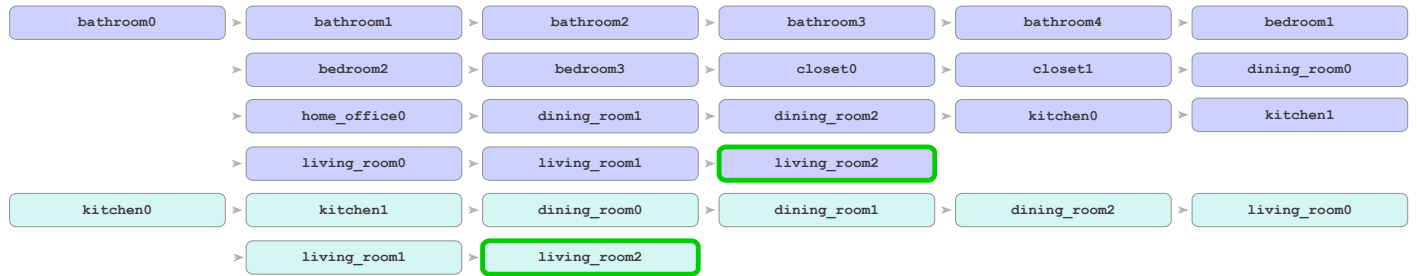 bathroom0 bathroom1 bathroom2 bathroom3 bathroom4 bedroom1
bedroom2 bedroom3 closet0 closet1 dining_room0
home_office0 dining_room1 dining_room2 kitchen0 kitchen1
living_room0 living_room1 living_room2
kitchen0 kitchen1 dining_room0 dining_room1 dining_room2 living_room0
living_room1 living_room2